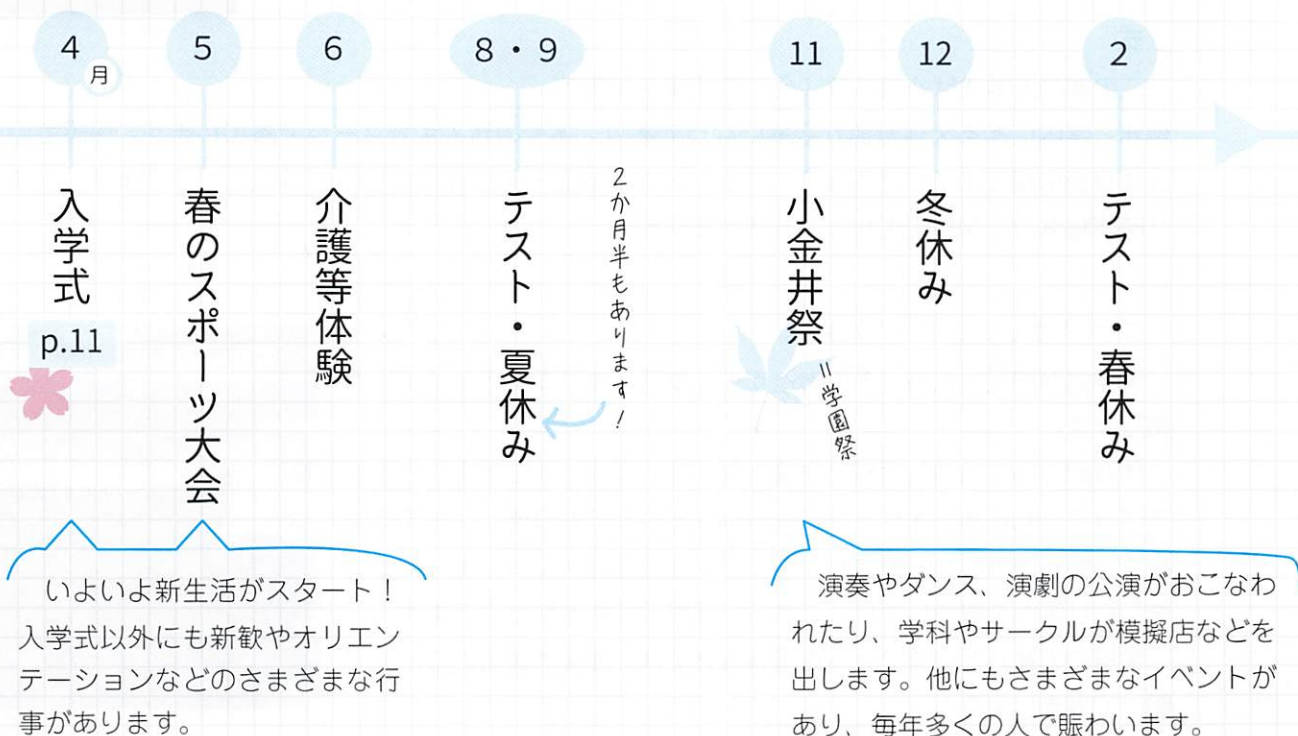 4月
5
6
8・9
11
12
2
入学式
p.11
春のスポーツ大会
介護等体験
テスト・夏休み
2か月半もあります！
小金井祭
=学園祭
冬休み
テスト・春休み
いよいよ新生活がスタート！
入学式以外にも新歓やオリエン
テーションなどのさまざまな行
事があります。
演奏やダンス、演劇の公演がおこなわ
れたり、学科やサークルが模擬店などを
出します。他にもさまざまなイベントが
あり、毎年多くの人で賑わいます。